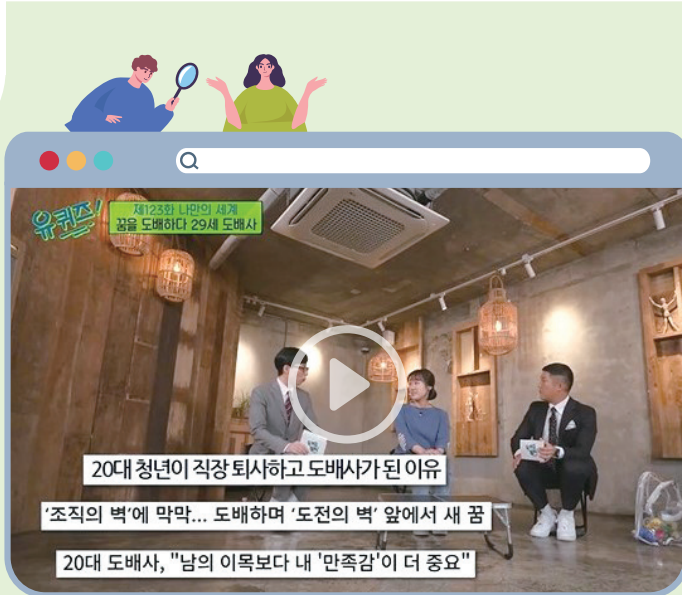 유퀴즈!
제123화 나만의 세계
꿈을 도배하다 29세 도배사
20대 청년이 직장 퇴사하고 도배사가 된 이유
‘조직의 벽’에 막막... 도배하며 ‘도전의 벽’ 앞에서 새 꿈
20대 도배사, "남의 이목보다 내 '만족감'이 더 중요"